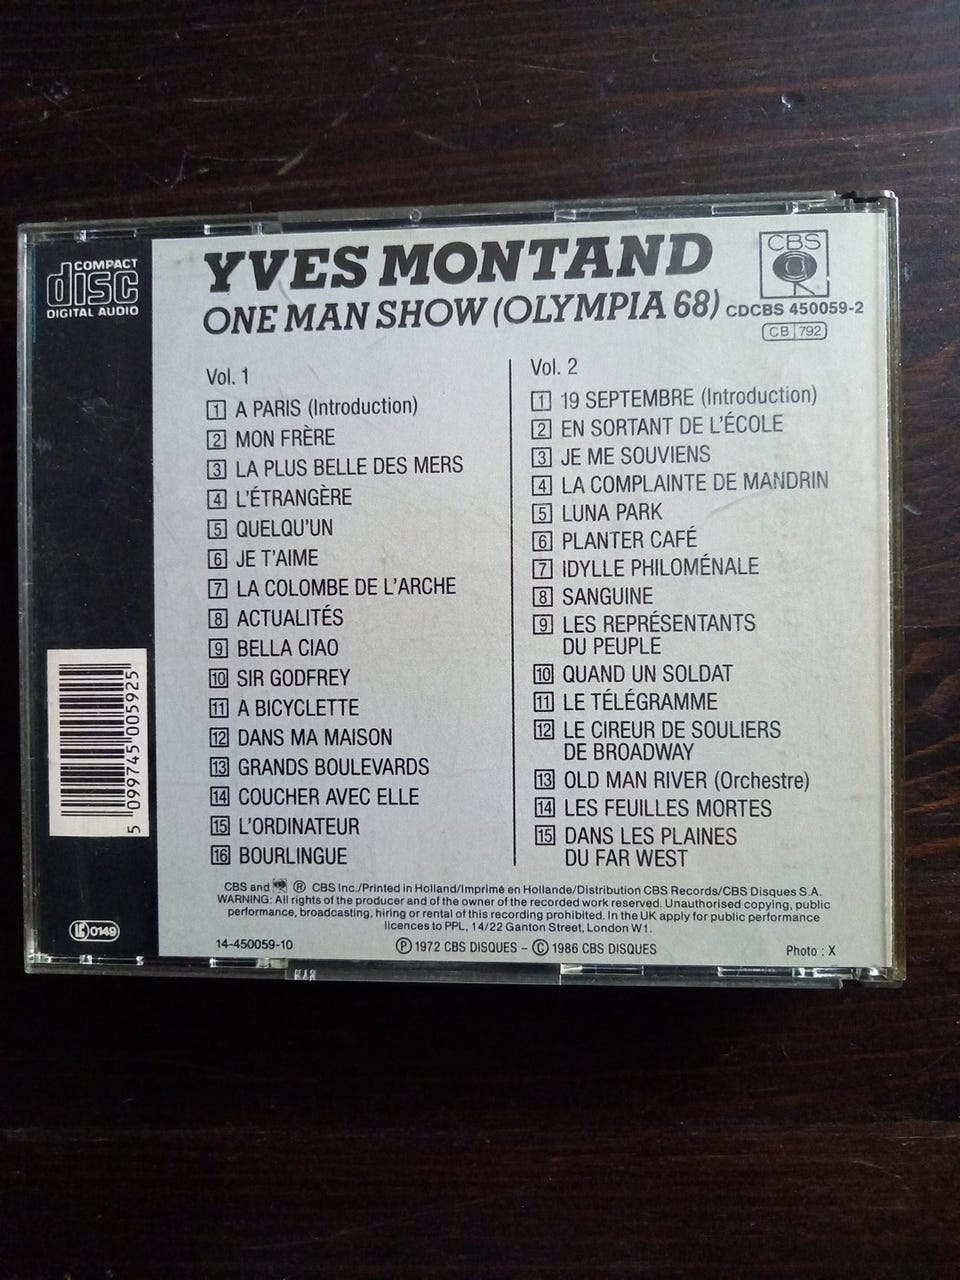 COMPACT
disc
DIGITAL AUDIO
YVES MONTAND
ONE MAN SHOW (OLYMPIA 68)
CBS
CDCBS 450059-2
CB 792
Vol. 1
1 A PARIS (Introduction)
2 MON FRÈRE
3 LA PLUS BELLE DES MERS
4 L'ÉTRANGÈRE
5 QUELQU'UN
6 JE T'AIME
7 LA COLOMBE DE L'ARCHE
8 ACTUALITÉS
9 BELLA CIAO
10 SIR GODFREY
11 A BICYCLETTE
12 DANS MA MAISON
13 GRANDS BOULEVARDS
14 COUCHER AVEC ELLE
15 L'ORDINATEUR
16 BOURLINGUE
Vol. 2
1 19 SEPTEMBRE (Introduction)
2 EN SORTANT DE L'ÉCOLE
3 JE ME SOUVIENS
4 LA COMPLAINTE DE MANDRIN
5 LUNA PARK
6 PLANTER CAFÉ
7 IDYLLE PHILOMÉNALE
8 SANGUINE
9 LES REPRÉSENTANTS
DU PEUPLE
10 QUAND UN SOLDAT
11 LE TÉLÉGRAMME
12 LE CIREUR DE SOULIERS
DE BROADWAY
13 OLD MAN RIVER (Orchestre)
14 LES FEUILLES MORTES
15 DANS LES PLAINES
DU FAR WEST
CBS and ® CBS Inc./Printed in Holland/Imprimé en Hollande/Distribution CBS Records/CBS Disques S.A.
WARNING: All rights of the producer and of the owner of the recorded work reserved. Unauthorised copying, public
performance, broadcasting, hiring or rental of this recording prohibited. In the UK apply for public performance
licences to PPL, 14/22 Ganton Street, London W1.
14-450059-10
Ⓟ 1972 CBS DISQUES – © 1986 CBS DISQUES
Photo : X
5 099745 005925
LC 0149